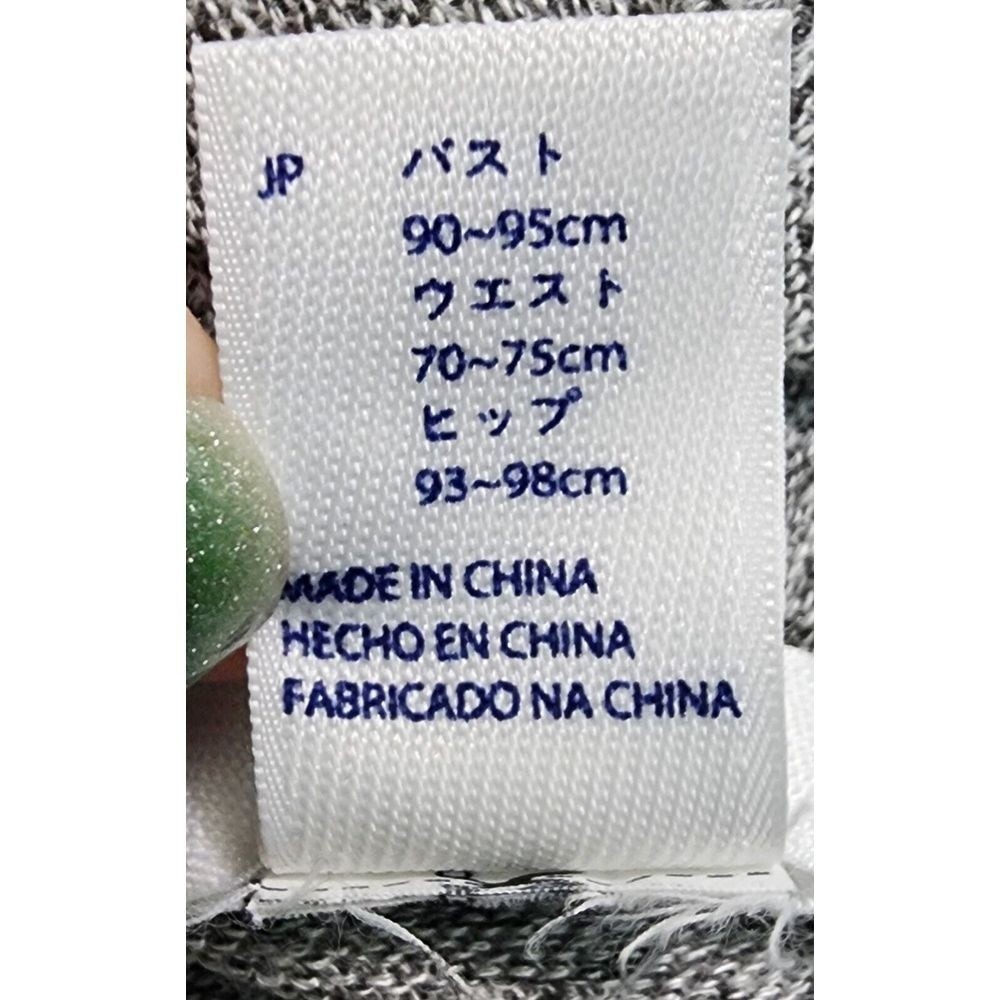 JP バスト
90~95cm
ウエスト
70~75cm
ヒップ
93~98cm
MADE IN CHINA
HECHO EN CHINA
FABRICADO NA CHINA